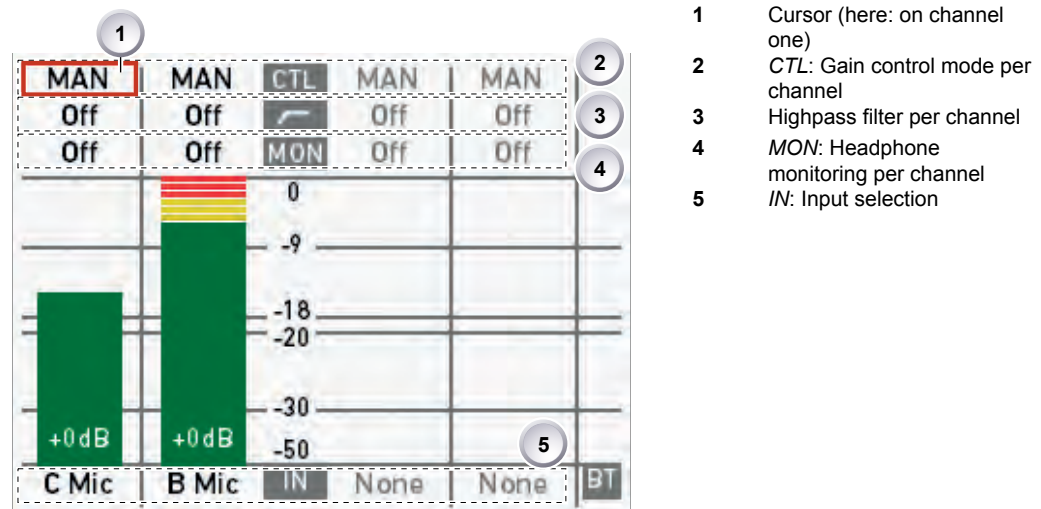 1
MAN MAN CTL MAN MAN
2
Off Off Off Off
3
Off Off MON Off Off
4
0
-9
-18
-20
-30
+0dB +0dB
-50
5
C Mic B Mic IN None None BT
1 Cursor (here: on channel
one)
2 CTL: Gain control mode per
channel
3 Highpass filter per channel
4 MON: Headphone
monitoring per channel
5 IN: Input selection